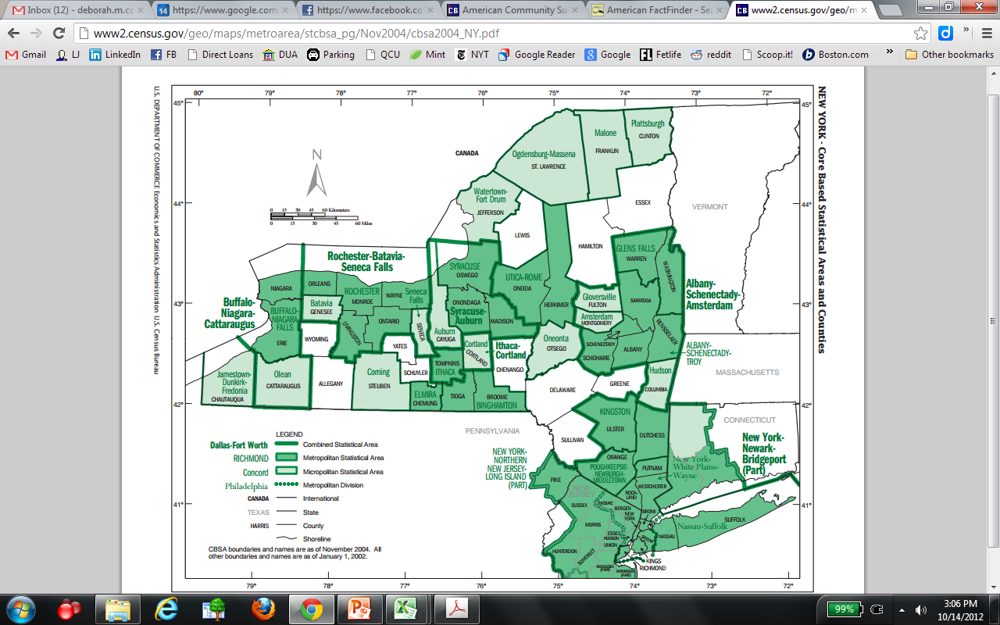 Inbox (12) - deborah.m.co
https://www.google.com
https://www.facebook.co
American Community Su
American FactFinder - Sea
www2.census.gov/geo/m
www2.census.gov/geo/maps/metroarea/stcbsa_pg/Nov2004/cbsa2004_NY.pdf
Gmail LJ LinkedIn FB Direct Loans DUA Parking QCU Mint NYT Google Reader Google Fetlife reddit Scoop.it! Boston.com Other bookmarks
U.S. DEPARTMENT OF COMMERCE Economics and Statistics Administration U.S. Census Bureau
NEW YORK - Core Based Statistical Areas and Counties
80° 79° 78° 77° 76° 75° 74° 73° 72°
45° 45°
44° 44°
43° 43°
42° 42°
41° 41°
N
0 15 30 45 60 Kilometers
0 15 30 45 60 Miles
CANADA
Plattsburgh
CLINTON
Malone
FRANKLIN
Ogdensburg-Massena
ST. LAWRENCE
Watertown-
Fort Drum
JEFFERSON
ESSEX
VERMONT
LEWIS
HAMILTON
Rochester-Batavia-
Seneca Falls
SYRACUSE
OSWEGO
UTICA-ROME
ONEIDA
HERKIMER
GLENS FALLS
WARREN
WASHINGTON
NIAGARA
ORLEANS
ROCHESTER
MONROE
WAYNE
Seneca
Falls
SENECA
Batavia
GENESEE
ONTARIO
LIVINGSTON
Buffalo-
Niagara-
Cattaraugus
BUFFALO-
NIAGARA
FALLS
ERIE
WYOMING
YATES
ONONDAGA
Syracuse-
Auburn
Auburn
CAYUGA
MADISON
Gloversville
FULTON
Amsterdam
MONTGOMERY
SARATOGA
Albany-
Schenectady-
Amsterdam
SCHENECTADY
SCHOHARIE
ALBANY
RENSSELAER
ALBANY-
SCHENECTADY-
TROY
Oneonta
OTSEGO
Cortland
CORTLAND
Ithaca-
Cortland
CHENANGO
TOMPKINS
ITHACA
SCHUYLER
Corning
STEUBEN
ELMIRA
CHEMUNG
TIOGA
BROOME
BINGHAMTON
Jamestown-
Dunkirk-
Fredonia
CHAUTAUQUA
Olean
CATTARAUGUS
ALLEGANY
DELAWARE
GREENE
Hudson
COLUMBIA
MASSACHUSETTS
CONNECTICUT
PENNSYLVANIA
SULLIVAN
KINGSTON
ULSTER
DUTCHESS
ORANGE
POUGHKEEPSIE-
NEWBURGH-
MIDDLETOWN
PUTNAM
WESTCHESTER
ROCK-
LAND
New York-
White Plains-
Wayne
New York-
Newark-
Bridgeport
(Part)
NEW YORK-
NORTHERN
NEW JERSEY-
LONG ISLAND
(PART)
PIKE
NEW
JERSEY
SUSSEX
PASSAIC
BERGEN
NEW
YORK
BRONX
MORRIS
ESSEX
HUDSON
UNION
HUNTERDON
SOMERSET
MIDDLESEX
(PART)
MONMOUTH
(PART)
QUEENS
KINGS
RICHMOND
NASSAU
Nassau-Suffolk
SUFFOLK
LEGEND
Dallas-Fort Worth Combined Statistical Area
RICHMOND Metropolitan Statistical Area
Concord Micropolitan Statistical Area
Philadelphia Metropolitan Division
CANADA International
TEXAS State
HARRIS County
Shoreline
CBSA boundaries and names are as of November 2004. All
other boundaries and names are as of January 1, 2002.
99%
3:06 PM
10/14/2012